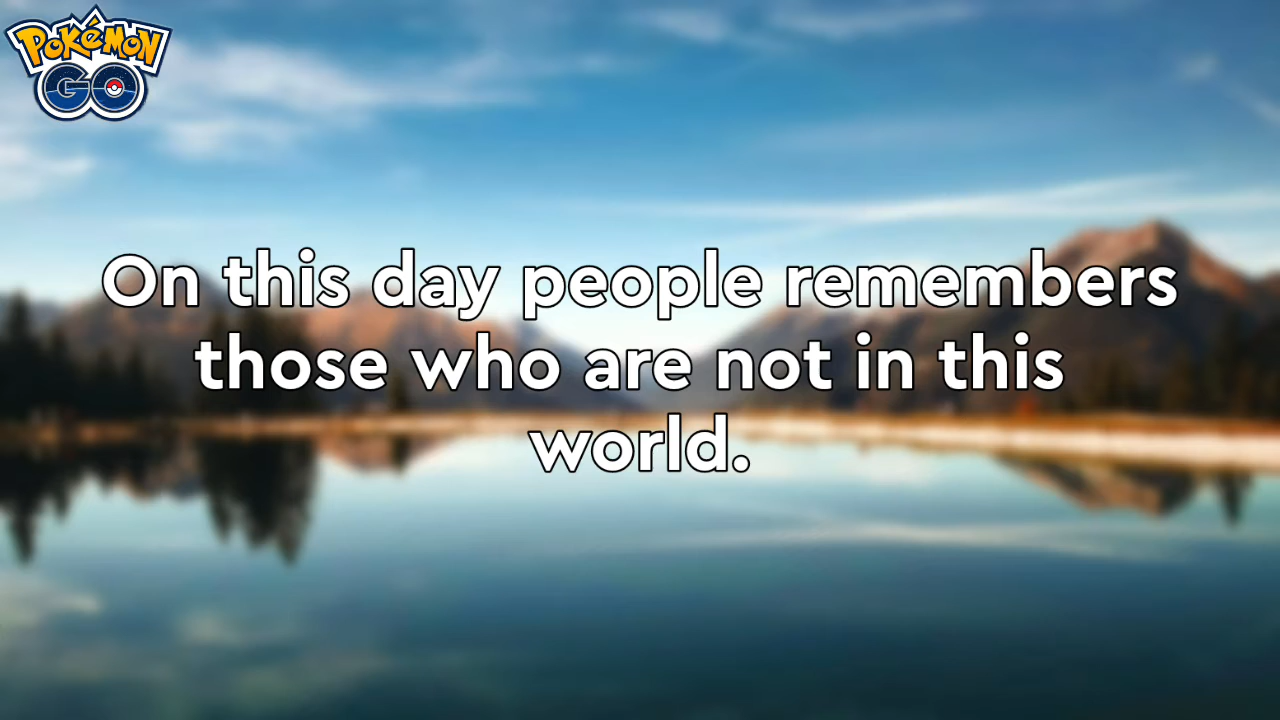 POKéMON
GO
On this day people remembers
those who are not in this
world.